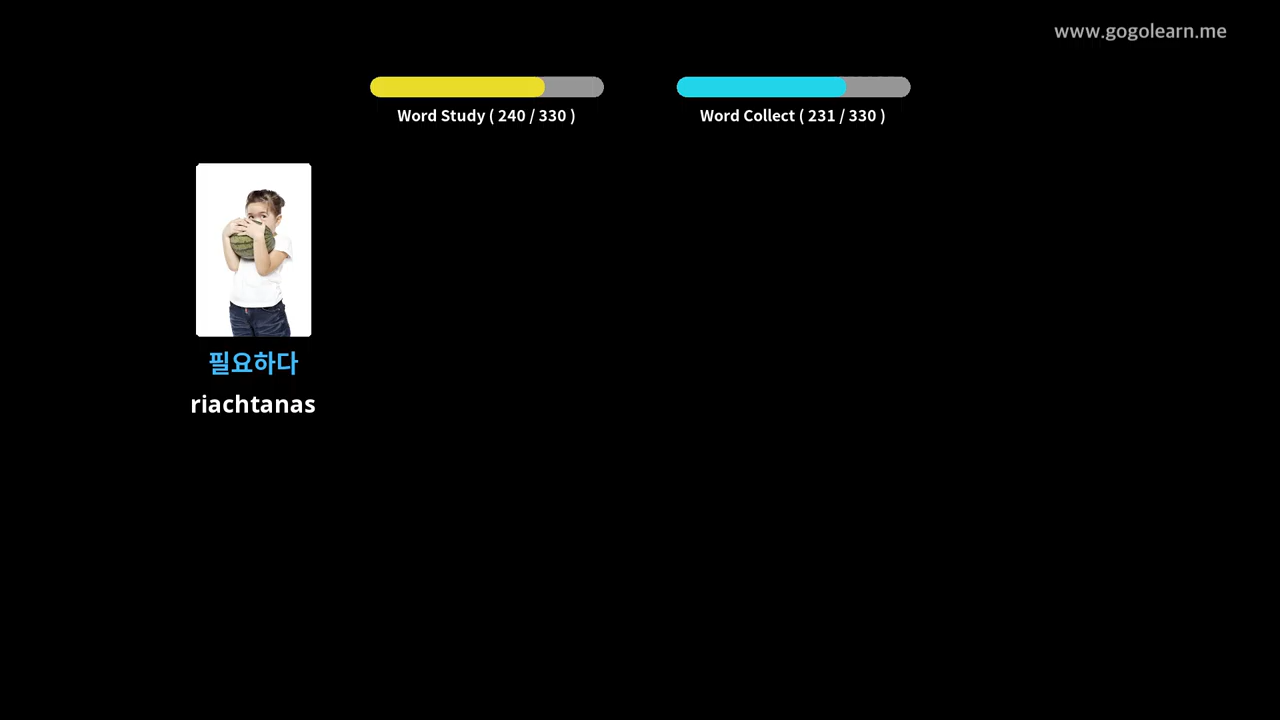 www.gogolearn.me
Word Study ( 240 / 330 )
Word Collect ( 231 / 330 )
필요하다
riachtanas